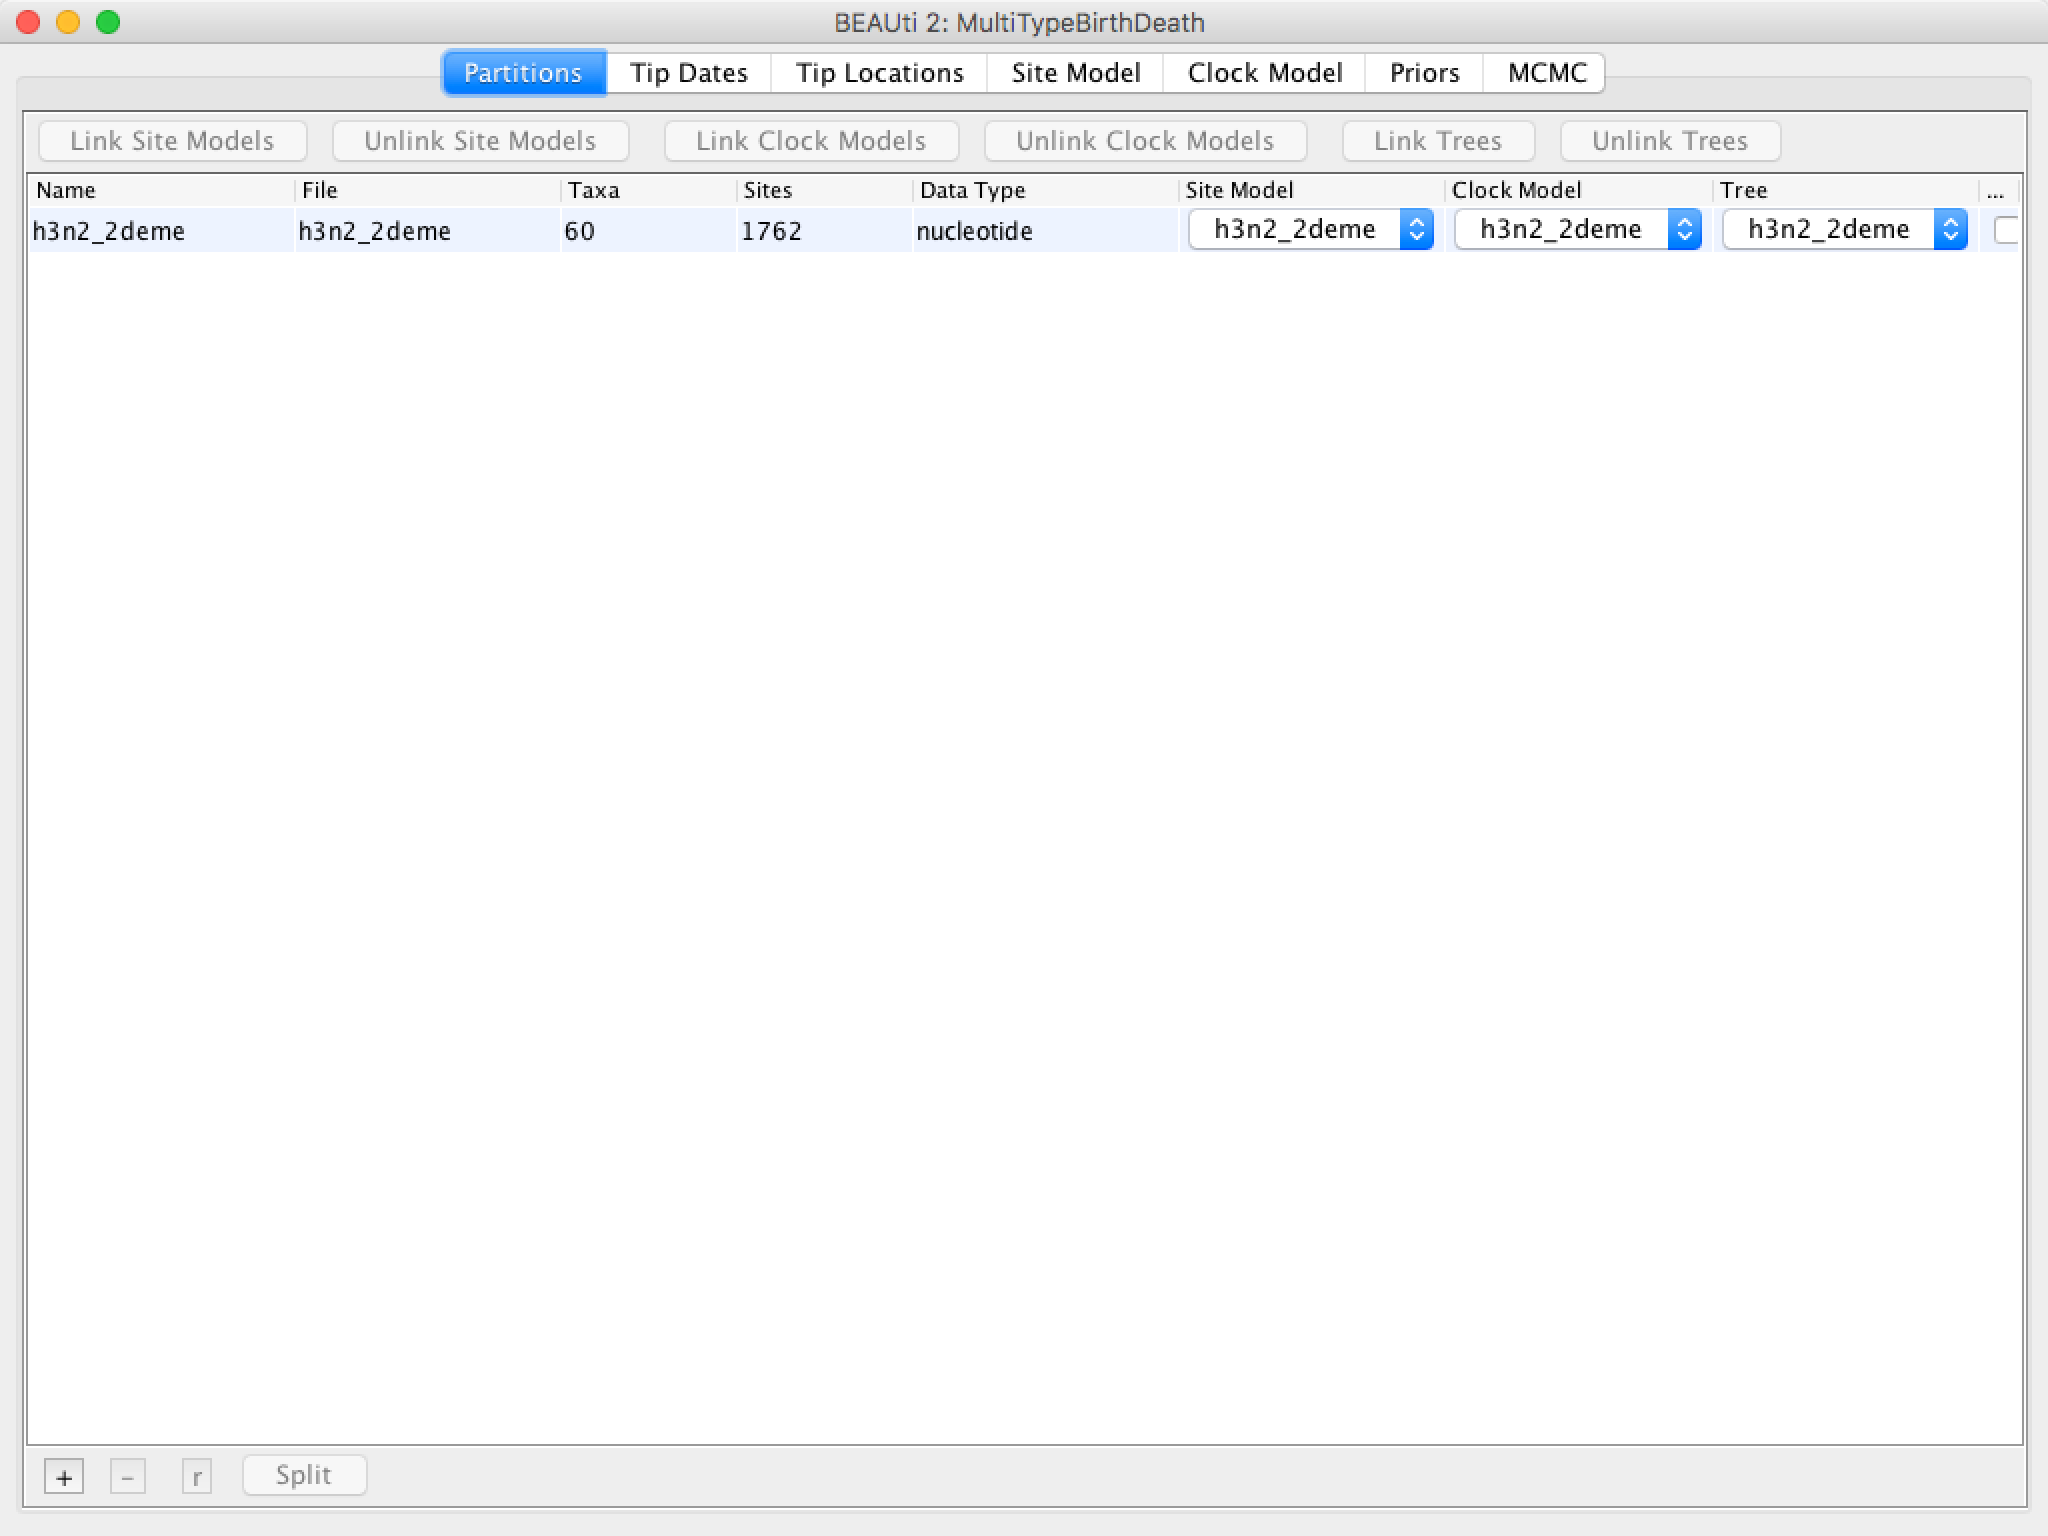 BEAUti 2: MultiTypeBirthDeath
Partitions Tip Dates Tip Locations Site Model Clock Model Priors MCMC
Link Site Models Unlink Site Models Link Clock Models Unlink Clock Models Link Trees Unlink Trees
Name File Taxa Sites Data Type Site Model Clock Model Tree ...
h3n2_2deme h3n2_2deme 60 1762 nucleotide h3n2_2deme h3n2_2deme h3n2_2deme
+ - r Split